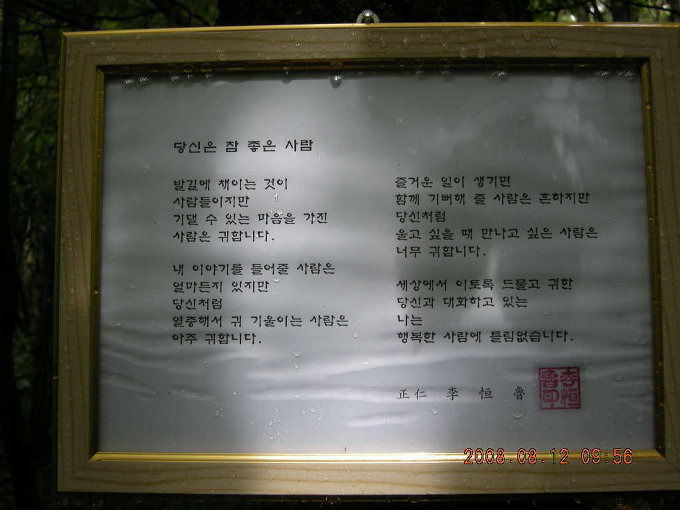 당신은 참 좋은 사람
발길에 채이는 것이
사람들이지만
기댈 수 있는 마음을 가진
사람은 귀합니다.
내 이야기를 들어줄 사람은
얼마든지 있지만
당신처럼
열중해서 귀 기울이는 사람은
아주 귀합니다.
즐거운 일이 생기면
함께 기뻐해 줄 사람은 흔하지만
당신처럼
울고 싶을 때 만나고 싶은 사람은
너무 귀합니다.
세상에서 이토록 드물고 귀한
당신과 대화하고 있는
나는
행복한 사람에 틀림없습니다.
正仁 李 恒 魯
2008.08.12 09:56